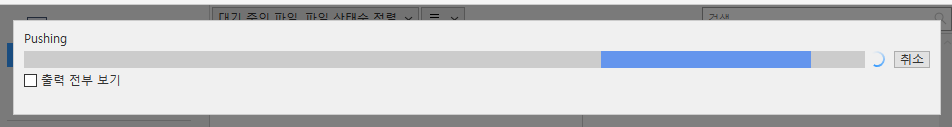 대기 중인 파일, 파일 상태순 정렬
검색
Pushing
취소
출력 전부 보기